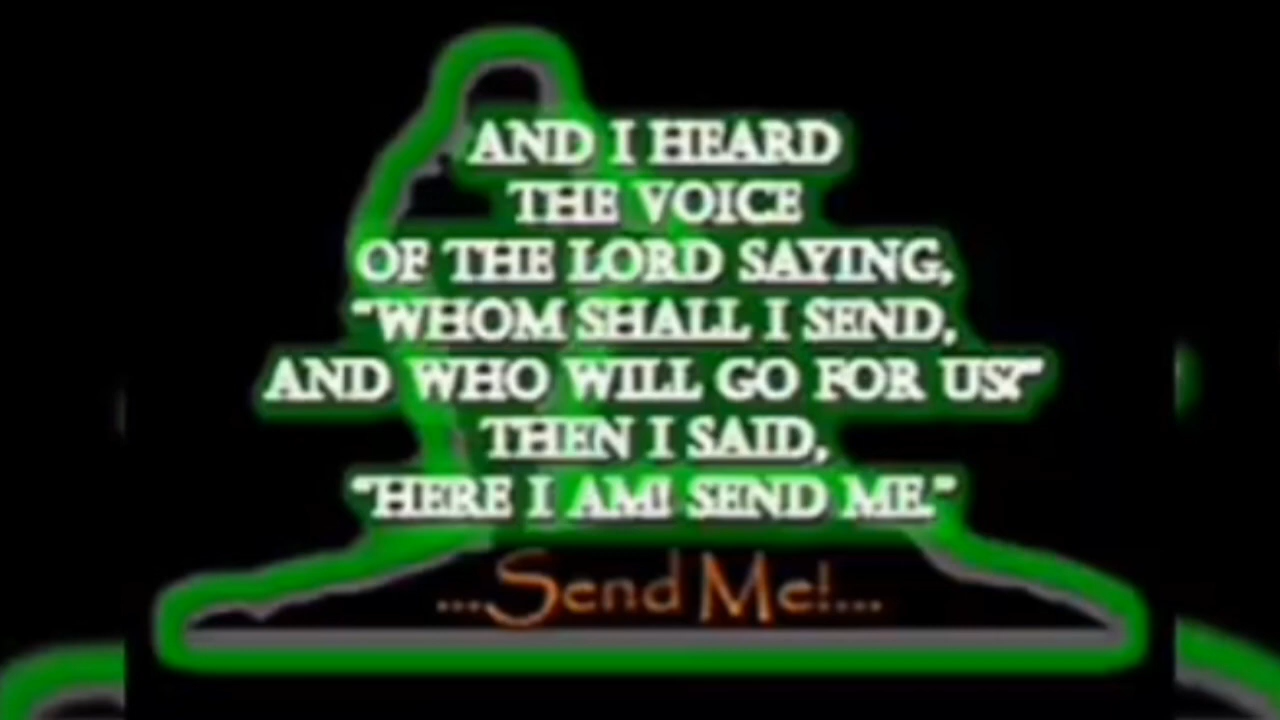 AND I HEARD
THE VOICE
OF THE LORD SAYING,
"WHOM SHALL I SEND,
AND WHO WILL GO FOR US?"
THEN I SAID,
"HERE I AM! SEND ME."
...Send Me!...